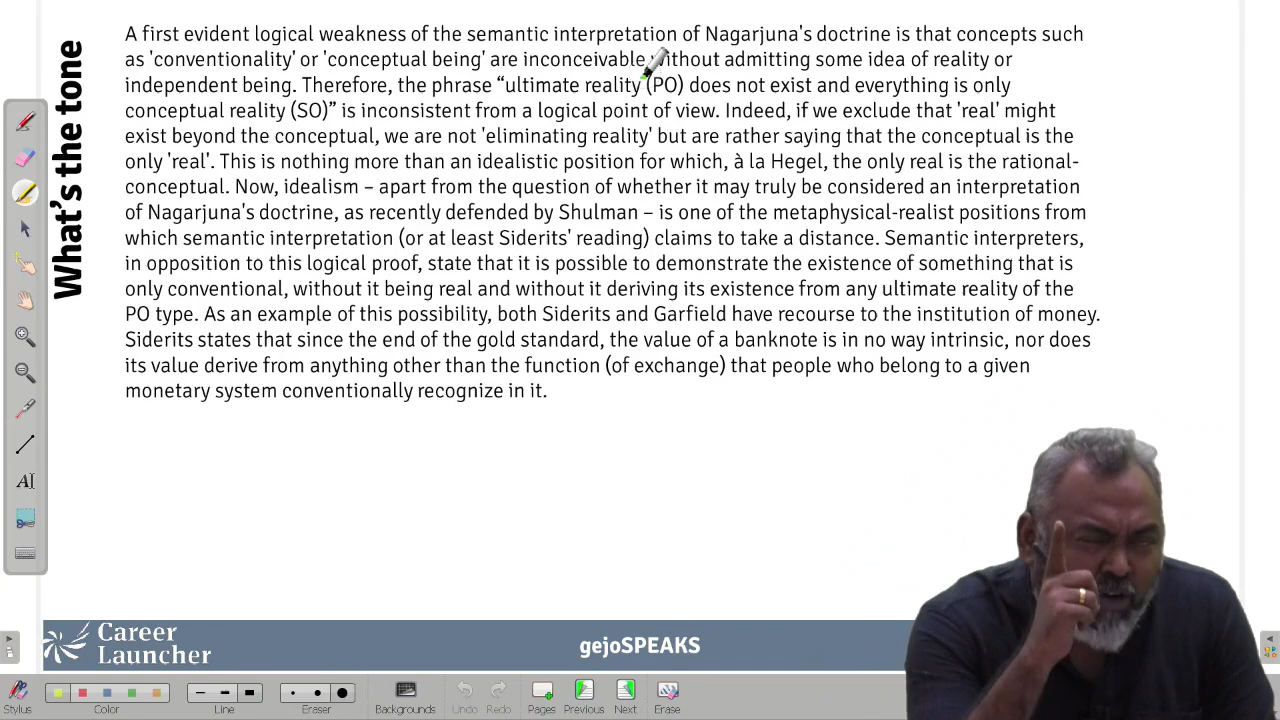 What's the tone
A first evident logical weakness of the semantic interpretation of Nagarjuna's doctrine is that concepts such
as 'conventionality' or 'conceptual being' are inconceivable without admitting some idea of reality or
independent being. Therefore, the phrase “ultimate reality (PO) does not exist and everything is only
conceptual reality (SO)” is inconsistent from a logical point of view. Indeed, if we exclude that 'real' might
exist beyond the conceptual, we are not 'eliminating reality' but are rather saying that the conceptual is the
only 'real'. This is nothing more than an idealistic position for which, à la Hegel, the only real is the rational-
conceptual. Now, idealism – apart from the question of whether it may truly be considered an interpretation
of Nagarjuna's doctrine, as recently defended by Shulman – is one of the metaphysical-realist positions from
which semantic interpretation (or at least Siderits' reading) claims to take a distance. Semantic interpreters,
in opposition to this logical proof, state that it is possible to demonstrate the existence of something that is
only conventional, without it being real and without it deriving its existence from any ultimate reality of the
PO type. As an example of this possibility, both Siderits and Garfield have recourse to the institution of money.
Siderits states that since the end of the gold standard, the value of a banknote is in no way intrinsic, nor does
its value derive from anything other than the function (of exchange) that people who belong to a given
monetary system conventionally recognize in it.
AI
Career
Launcher
gejoSPEAKS
Stylus
Color
Line
Eraser
Backgrounds
Undo
Redo
Pages
Previous
Next
Erase